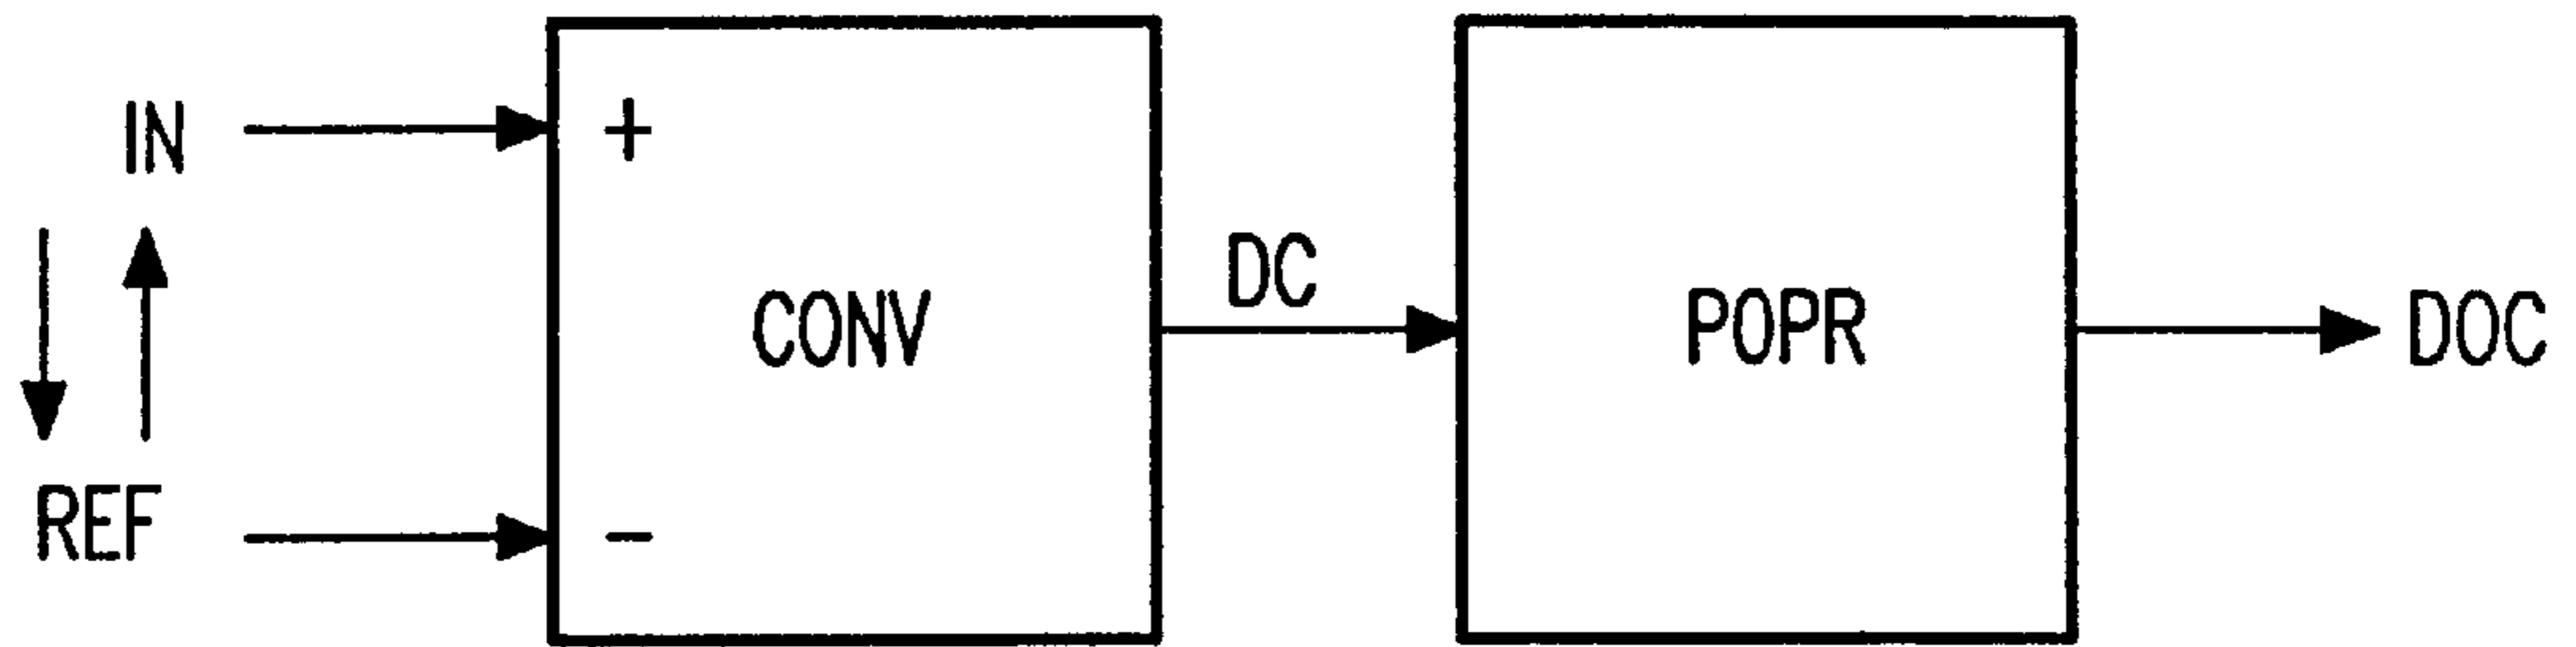 IN
+
DC
CONV
POPR
DOC
REF
-